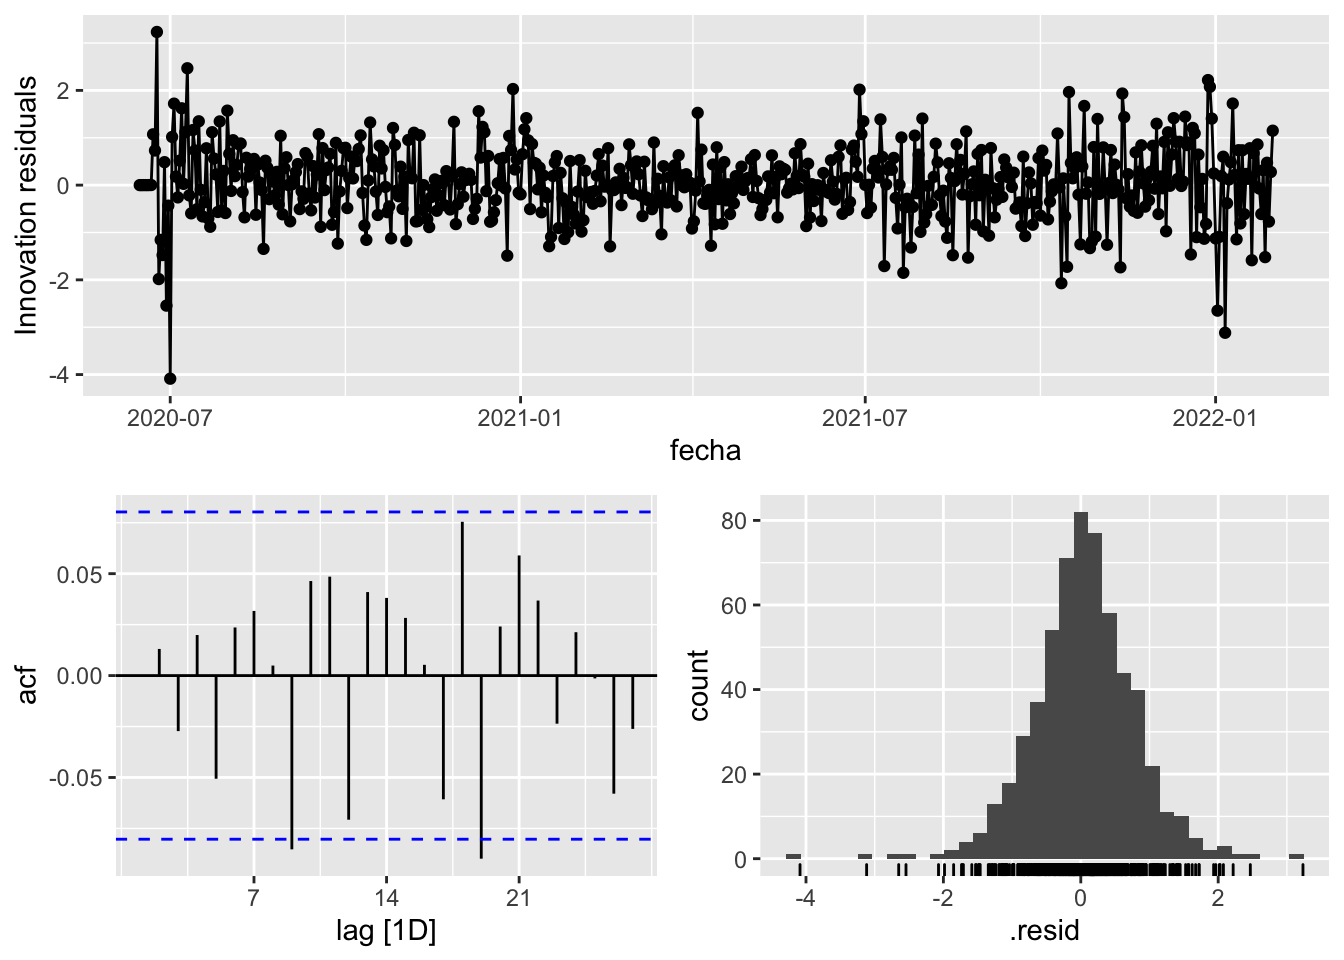 Innovation residuals
2
0
-2
-4
2020-07 2021-01 2021-07 2022-01
fecha
acf
0.05
0.00
-0.05
7 14 21
lag [1D]
count
80
60
40
20
0
-4 -2 0 2
.resid